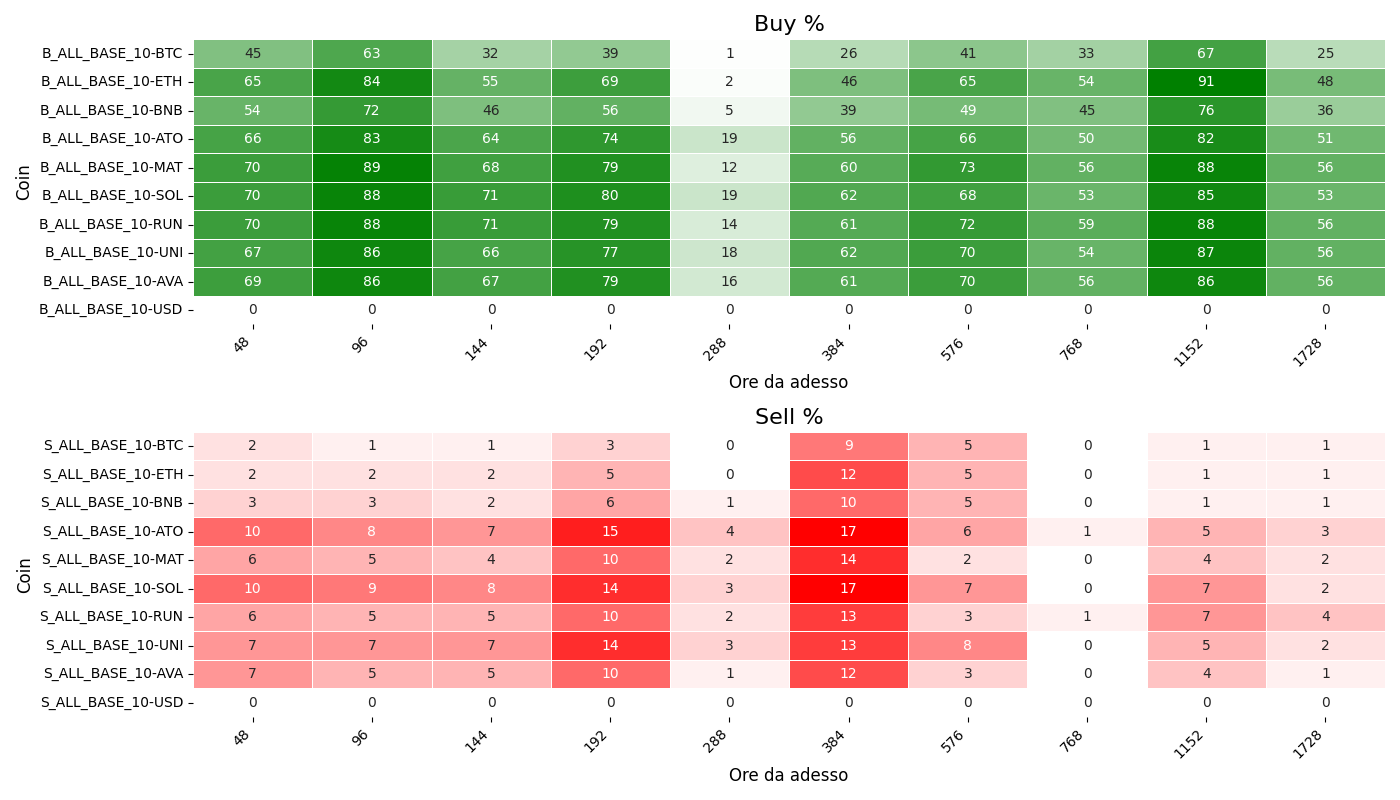 Buy %
B_ALL_BASE_10-BTC 45 63 32 39 1 26 41 33 67 25
B_ALL_BASE_10-ETH 65 84 55 69 2 46 65 54 91 48
B_ALL_BASE_10-BNB 54 72 46 56 5 39 49 45 76 36
B_ALL_BASE_10-ATO 66 83 64 74 19 56 66 50 82 51
B_ALL_BASE_10-MAT 70 89 68 79 12 60 73 56 88 56
Coin
B_ALL_BASE_10-SOL 70 88 71 80 19 62 68 53 85 53
B_ALL_BASE_10-RUN 70 88 71 79 14 61 72 59 88 56
B_ALL_BASE_10-UNI 67 86 66 77 18 62 70 54 87 56
B_ALL_BASE_10-AVA 69 86 67 79 16 61 70 56 86 56
B_ALL_BASE_10-USD 0 0 0 0 0 0 0 0 0 0
48 96 144 192 288 384 576 768 1152 1728
Ore da adesso
Sell %
S_ALL_BASE_10-BTC 2 1 1 3 0 9 5 0 1 1
S_ALL_BASE_10-ETH 2 2 2 5 0 12 5 0 1 1
S_ALL_BASE_10-BNB 3 3 2 6 1 10 5 0 1 1
S_ALL_BASE_10-ATO 10 8 7 15 4 17 6 1 5 3
S_ALL_BASE_10-MAT 6 5 4 10 2 14 2 0 4 2
Coin
S_ALL_BASE_10-SOL 10 9 8 14 3 17 7 0 7 2
S_ALL_BASE_10-RUN 6 5 5 10 2 13 3 1 7 4
S_ALL_BASE_10-UNI 7 7 7 14 3 13 8 0 5 2
S_ALL_BASE_10-AVA 7 5 5 10 1 12 3 0 4 1
S_ALL_BASE_10-USD 0 0 0 0 0 0 0 0 0 0
48 96 144 192 288 384 576 768 1152 1728
Ore da adesso